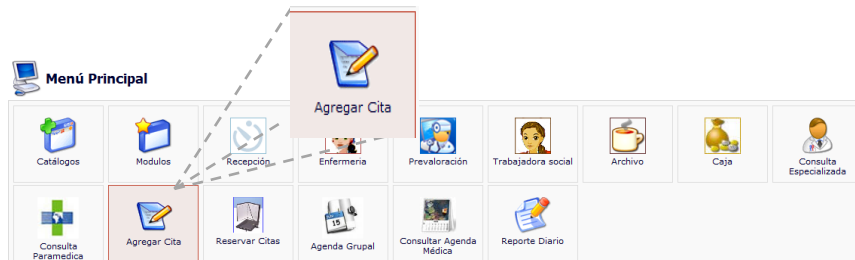 Agregar Cita
Menú Principal
Catálogos
Modulos
Recepción
Enfermeria
Prevaloración
Trabajadora social
Archivo
Caja
Consulta
Especializada
Consulta
Paramedica
Agregar Cita
Reservar Citas
Agenda Grupal
15
Consultar Agenda
Médica
Reporte Diario